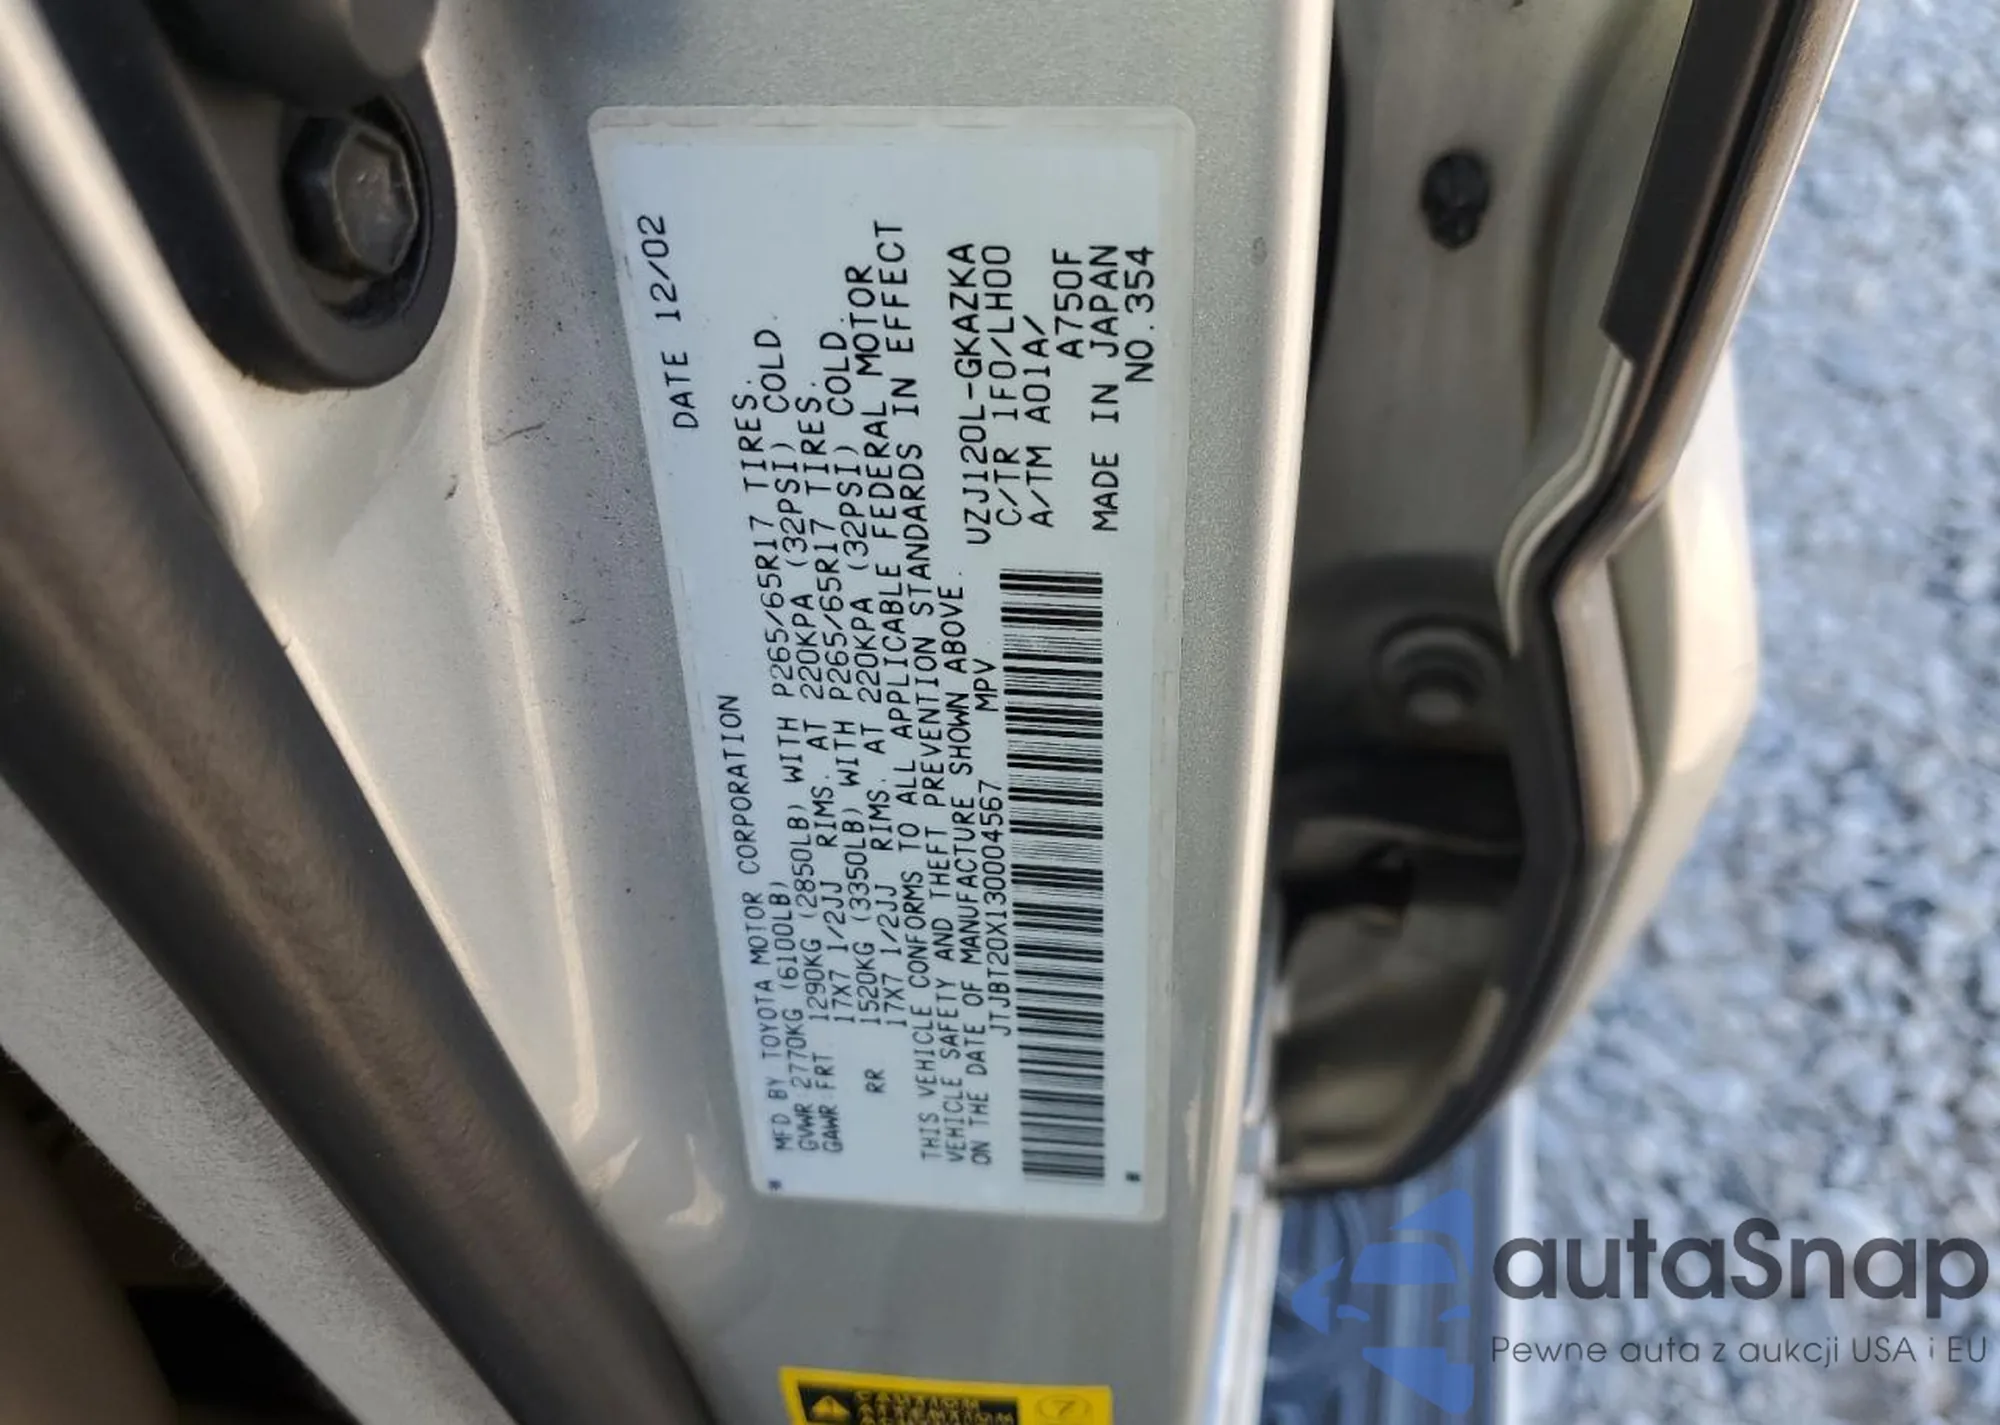 DATE 12/02
MFD BY TOYOTA MOTOR CORPORATION
GVWR 2770KG (6100LB)
GAWR FRT. 1290KG (2850LB) WITH P265/65R17 TIRES.
17X7 1/2JJ RIMS. AT 220KPA (32PSI) COLD.
RR 1520KG (3350LB) WITH P265/65R17 TIRES.
17X7 1/2JJ RIMS. AT 220KPA (32PSI) COLD.
THIS VEHICLE CONFORMS TO ALL APPLICABLE FEDERAL MOTOR
VEHICLE SAFETY AND THEFT PREVENTION STANDARDS IN EFFECT
ON THE DATE OF MANUFACTURE SHOWN ABOVE.
JTJBT20X130004567 MPV
UZJ120L-GKAZKA
C/TR 1F0/LH00
A/TM A01A/
A750F
MADE IN JAPAN
NO.354
CAUTION
autaSnap
Pewne auta z aukcji USA i EU